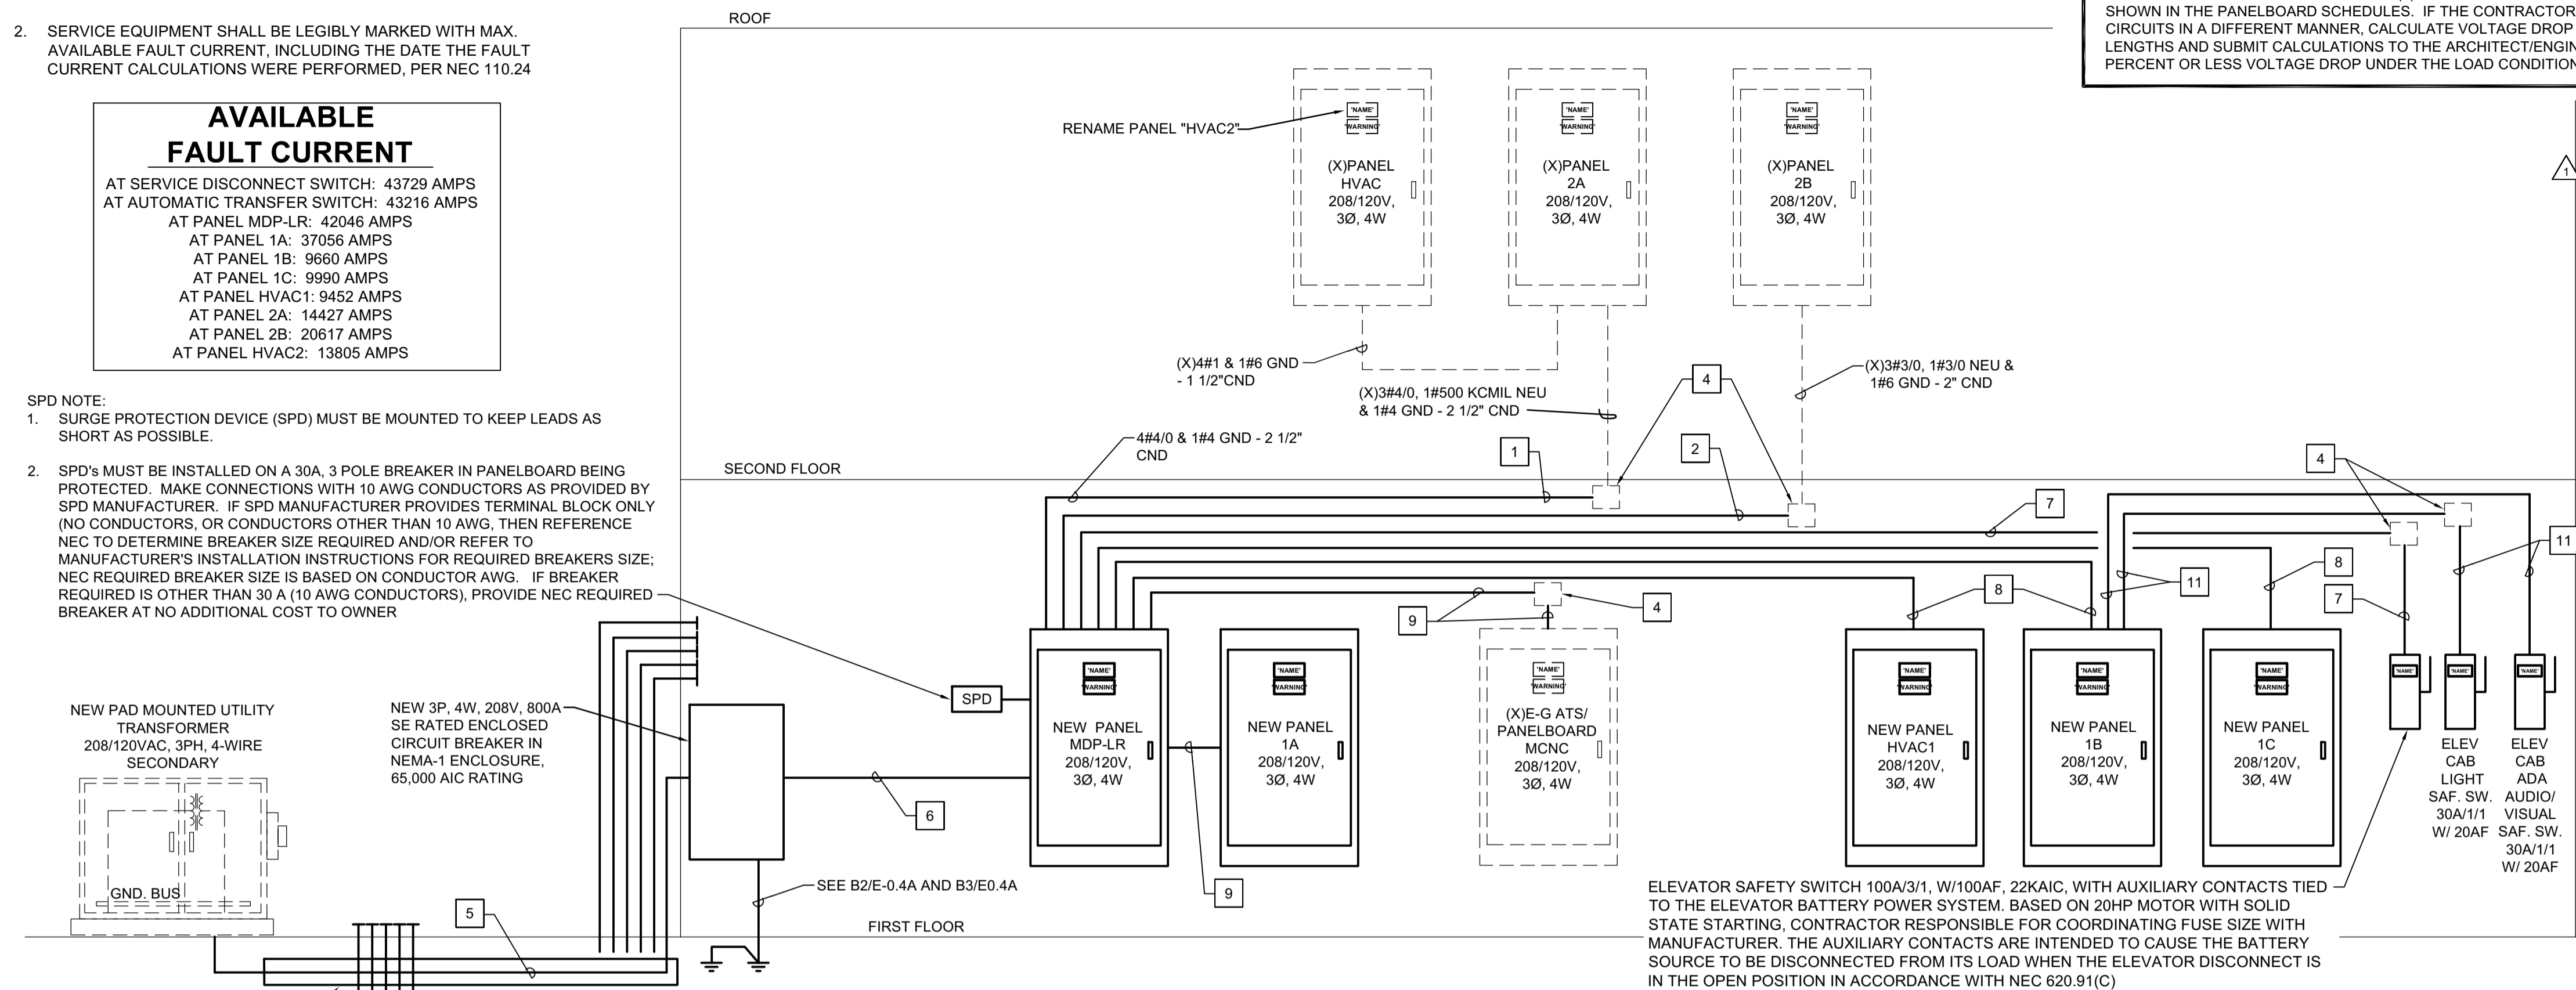 2. SERVICE EQUIPMENT SHALL BE LEGIBLY MARKED WITH MAX.
AVAILABLE FAULT CURRENT, INCLUDING THE DATE THE FAULT
CURRENT CALCULATIONS WERE PERFORMED, PER NEC 110.24
AVAILABLE
FAULT CURRENT
AT SERVICE DISCONNECT SWITCH: 43729 AMPS
AT AUTOMATIC TRANSFER SWITCH: 43216 AMPS
AT PANEL MDP-LR: 42046 AMPS
AT PANEL 1A: 37056 AMPS
AT PANEL 1B: 9660 AMPS
AT PANEL 1C: 9990 AMPS
AT PANEL HVAC1: 9452 AMPS
AT PANEL 2A: 14427 AMPS
AT PANEL 2B: 20617 AMPS
AT PANEL HVAC2: 13805 AMPS
SPD NOTE:
1. SURGE PROTECTION DEVICE (SPD) MUST BE MOUNTED TO KEEP LEADS AS
SHORT AS POSSIBLE.
2. SPD's MUST BE INSTALLED ON A 30A, 3 POLE BREAKER IN PANELBOARD BEING
PROTECTED. MAKE CONNECTIONS WITH 10 AWG CONDUCTORS AS PROVIDED BY
SPD MANUFACTURER. IF SPD MANUFACTURER PROVIDES TERMINAL BLOCK ONLY
(NO CONDUCTORS, OR CONDUCTORS OTHER THAN 10 AWG, THEN REFERENCE
NEC TO DETERMINE BREAKER SIZE REQUIRED AND/OR REFER TO
MANUFACTURER'S INSTALLATION INSTRUCTIONS FOR REQUIRED BREAKERS SIZE;
NEC REQUIRED BREAKER SIZE IS BASED ON CONDUCTOR AWG. IF BREAKER
REQUIRED IS OTHER THAN 30 A (10 AWG CONDUCTORS), PROVIDE NEC REQUIRED
BREAKER AT NO ADDITIONAL COST TO OWNER
ROOF
SHOWN IN THE PANELBOARD SCHEDULES. IF THE CONTRACTOR
CIRCUITS IN A DIFFERENT MANNER, CALCULATE VOLTAGE DROP
LENGTHS AND SUBMIT CALCULATIONS TO THE ARCHITECT/ENGIN
PERCENT OR LESS VOLTAGE DROP UNDER THE LOAD CONDITION
1
RENAME PANEL "HVAC2"
'NAME'
'WARNING'
(X)PANEL
HVAC
208/120V,
3Ø, 4W
'NAME'
'WARNING'
(X)PANEL
2A
208/120V,
3Ø, 4W
'NAME'
'WARNING'
(X)PANEL
2B
208/120V,
3Ø, 4W
(X)4#1 & 1#6 GND
- 1 1/2"CND
(X)3#4/0, 1#500 KCMIL NEU
& 1#4 GND - 2 1/2" CND
4
(X)3#3/0, 1#3/0 NEU &
1#6 GND - 2" CND
4#4/0 & 1#4 GND - 2 1/2"
CND
1
2
4
SECOND FLOOR
7
11
8
11
8
7
9
4
SPD
'NAME'
'WARNING'
NEW PANEL
MDP-LR
208/120V,
3Ø, 4W
'NAME'
'WARNING'
NEW PANEL
1A
208/120V,
3Ø, 4W
'NAME'
'WARNING'
(X)E-G ATS/
PANELBOARD
MCNC
208/120V,
3Ø, 4W
'NAME'
'WARNING'
NEW PANEL
HVAC1
208/120V,
3Ø, 4W
'NAME'
'WARNING'
NEW PANEL
1B
208/120V,
3Ø, 4W
'NAME'
'WARNING'
NEW PANEL
1C
208/120V,
3Ø, 4W
'NAME'
'NAME'
ELEV
CAB
LIGHT
SAF. SW.
30A/1/1
W/ 20AF
'NAME'
ELEV
CAB
ADA
AUDIO/
VISUAL
SAF. SW.
30A/1/1
W/ 20AF
NEW PAD MOUNTED UTILITY
TRANSFORMER
208/120VAC, 3PH, 4-WIRE
SECONDARY
GND. BUS
NEW 3P, 4W, 208V, 800A
SE RATED ENCLOSED
CIRCUIT BREAKER IN
NEMA-1 ENCLOSURE,
65,000 AIC RATING
6
9
SEE B2/E-0.4A AND B3/E0.4A
5
FIRST FLOOR
ELEVATOR SAFETY SWITCH 100A/3/1, W/100AF, 22KAIC, WITH AUXILIARY CONTACTS TIED
TO THE ELEVATOR BATTERY POWER SYSTEM. BASED ON 20HP MOTOR WITH SOLID
STATE STARTING, CONTRACTOR RESPONSIBLE FOR COORDINATING FUSE SIZE WITH
MANUFACTURER. THE AUXILIARY CONTACTS ARE INTENDED TO CAUSE THE BATTERY
SOURCE TO BE DISCONNECTED FROM ITS LOAD WHEN THE ELEVATOR DISCONNECT IS
IN THE OPEN POSITION IN ACCORDANCE WITH NEC 620.91(C)